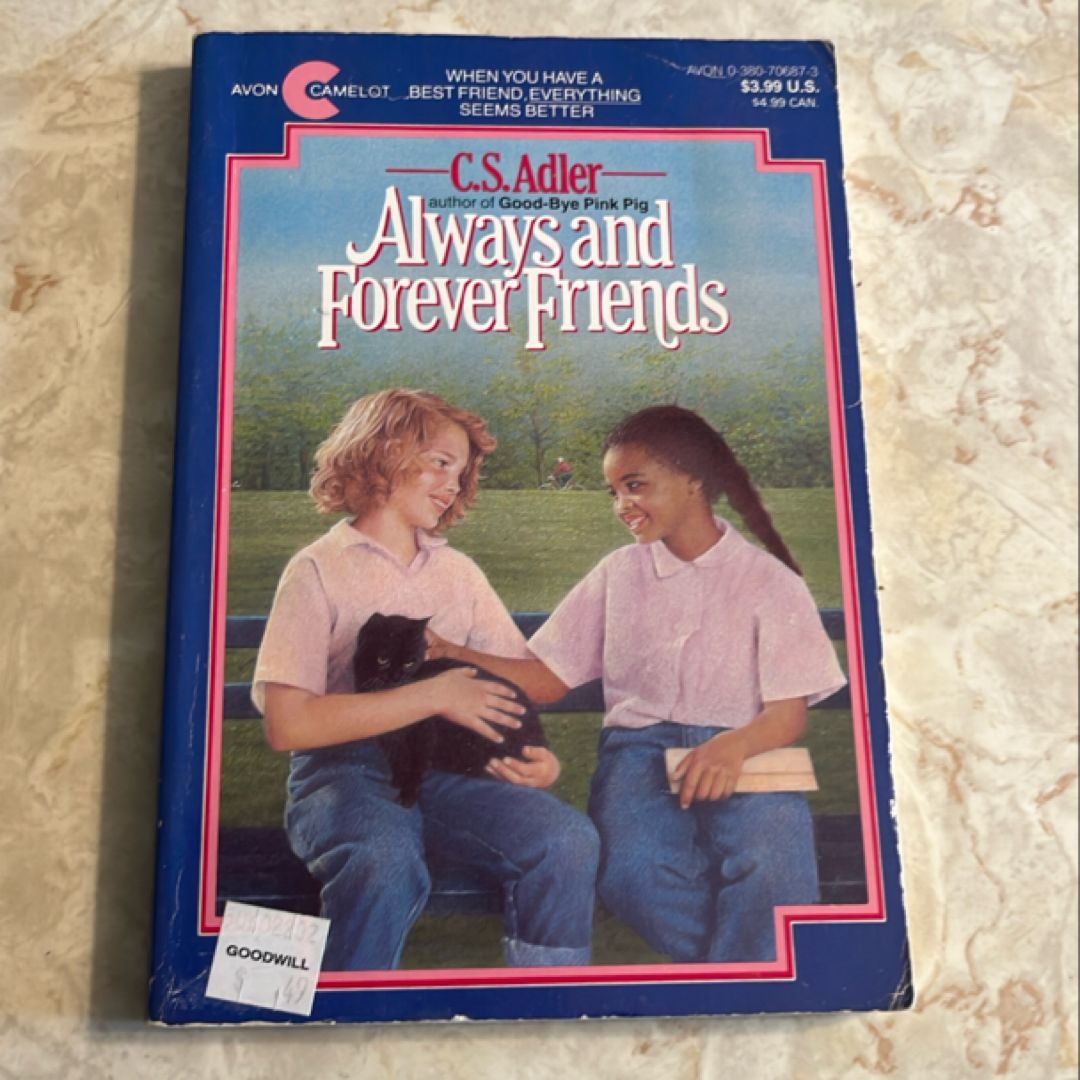 AVON CAMELOT
WHEN YOU HAVE A
BEST FRIEND, EVERYTHING
SEEMS BETTER
AVON 0-380-70687-3
$3.99 U.S.
$4.99 CAN.
C.S. Adler
author of Good-Bye Pink Pig
Always and
Forever Friends
GOODWILL
$ .49